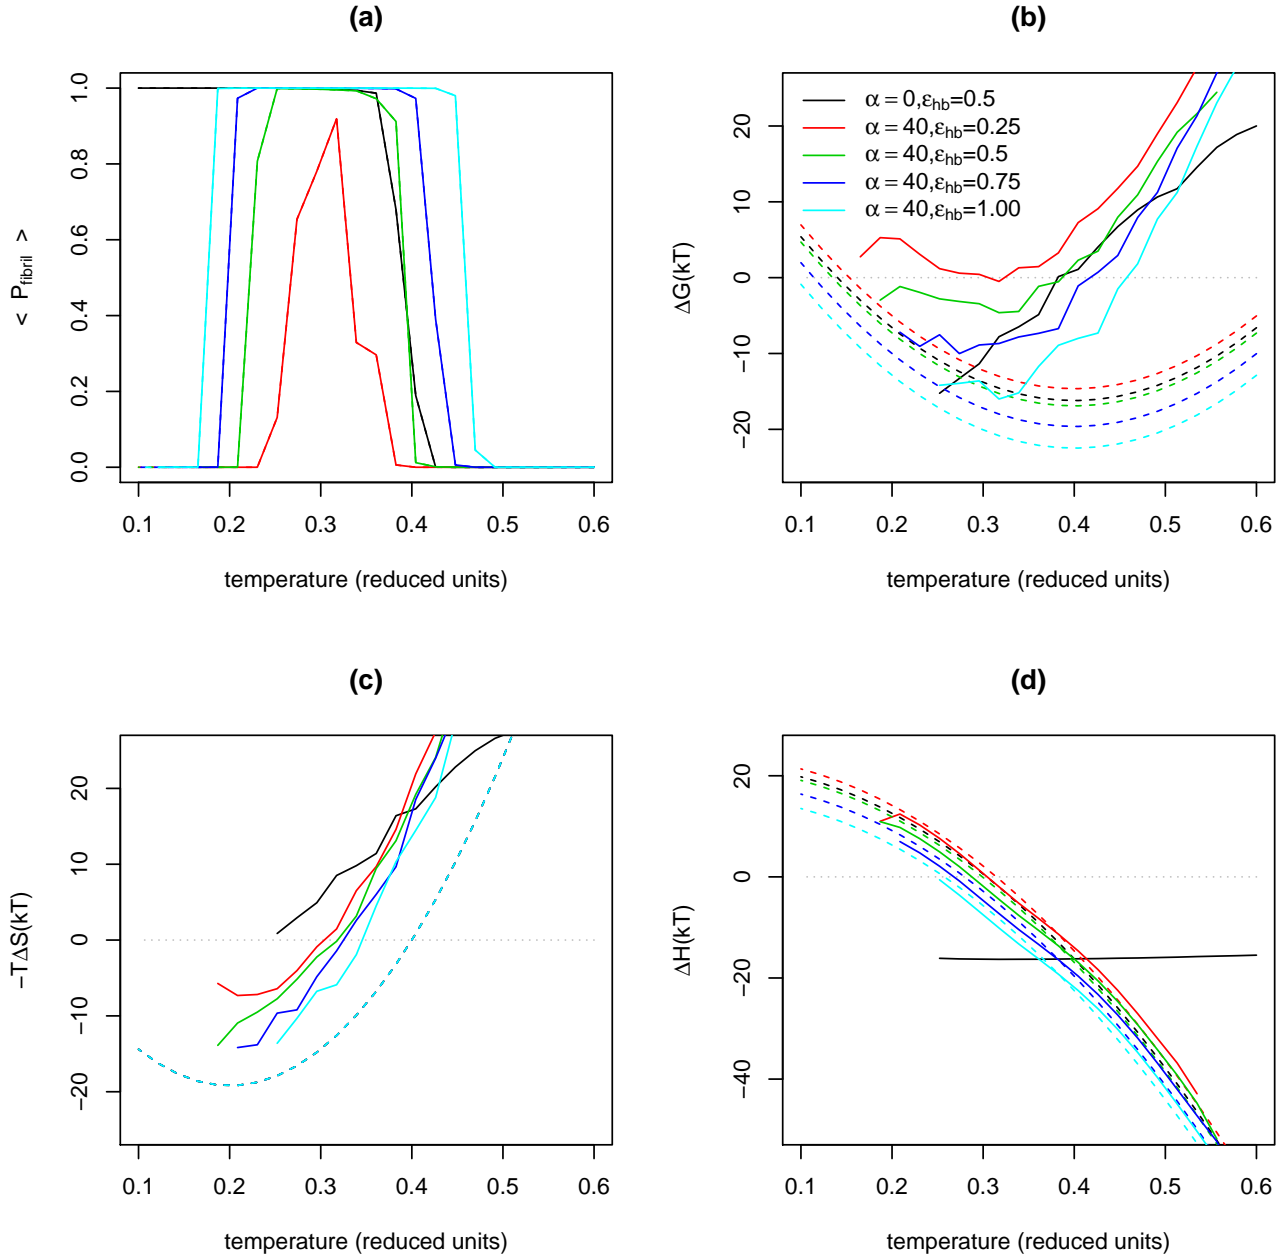 (a)
< P_fibril >
0.0 0.2 0.4 0.6 0.8 1.0
0.1 0.2 0.3 0.4 0.5 0.6
temperature (reduced units)
(b)
ΔG(kT)
−20 −10 0 10 20
α = 0,ε_hb=0.5
α = 40,ε_hb=0.25
α = 40,ε_hb=0.5
α = 40,ε_hb=0.75
α = 40,ε_hb=1.00
0.1 0.2 0.3 0.4 0.5 0.6
temperature (reduced units)
(c)
−TΔS(kT)
−20 −10 0 10 20
0.1 0.2 0.3 0.4 0.5 0.6
temperature (reduced units)
(d)
ΔH(kT)
−40 −20 0 20
0.1 0.2 0.3 0.4 0.5 0.6
temperature (reduced units)